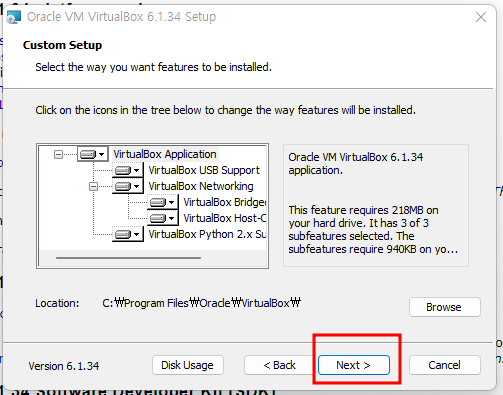 Oracle VM VirtualBox 6.1.34 Setup
Custom Setup
Select the way you want features to be installed.
Click on the icons in the tree below to change the way features will be installed.
VirtualBox Application
VirtualBox USB Support
VirtualBox Networking
VirtualBox Bridge
VirtualBox Host-O
VirtualBox Python 2.x Su
Oracle VM VirtualBox 6.1.34
application.
This feature requires 218MB on
your hard drive. It has 3 of 3
subfeatures selected. The
subfeatures require 940KB on yo...
Location: C:₩Program Files₩Oracle₩VirtualBox₩
Browse
Version 6.1.34 Disk Usage < Back Next > Cancel